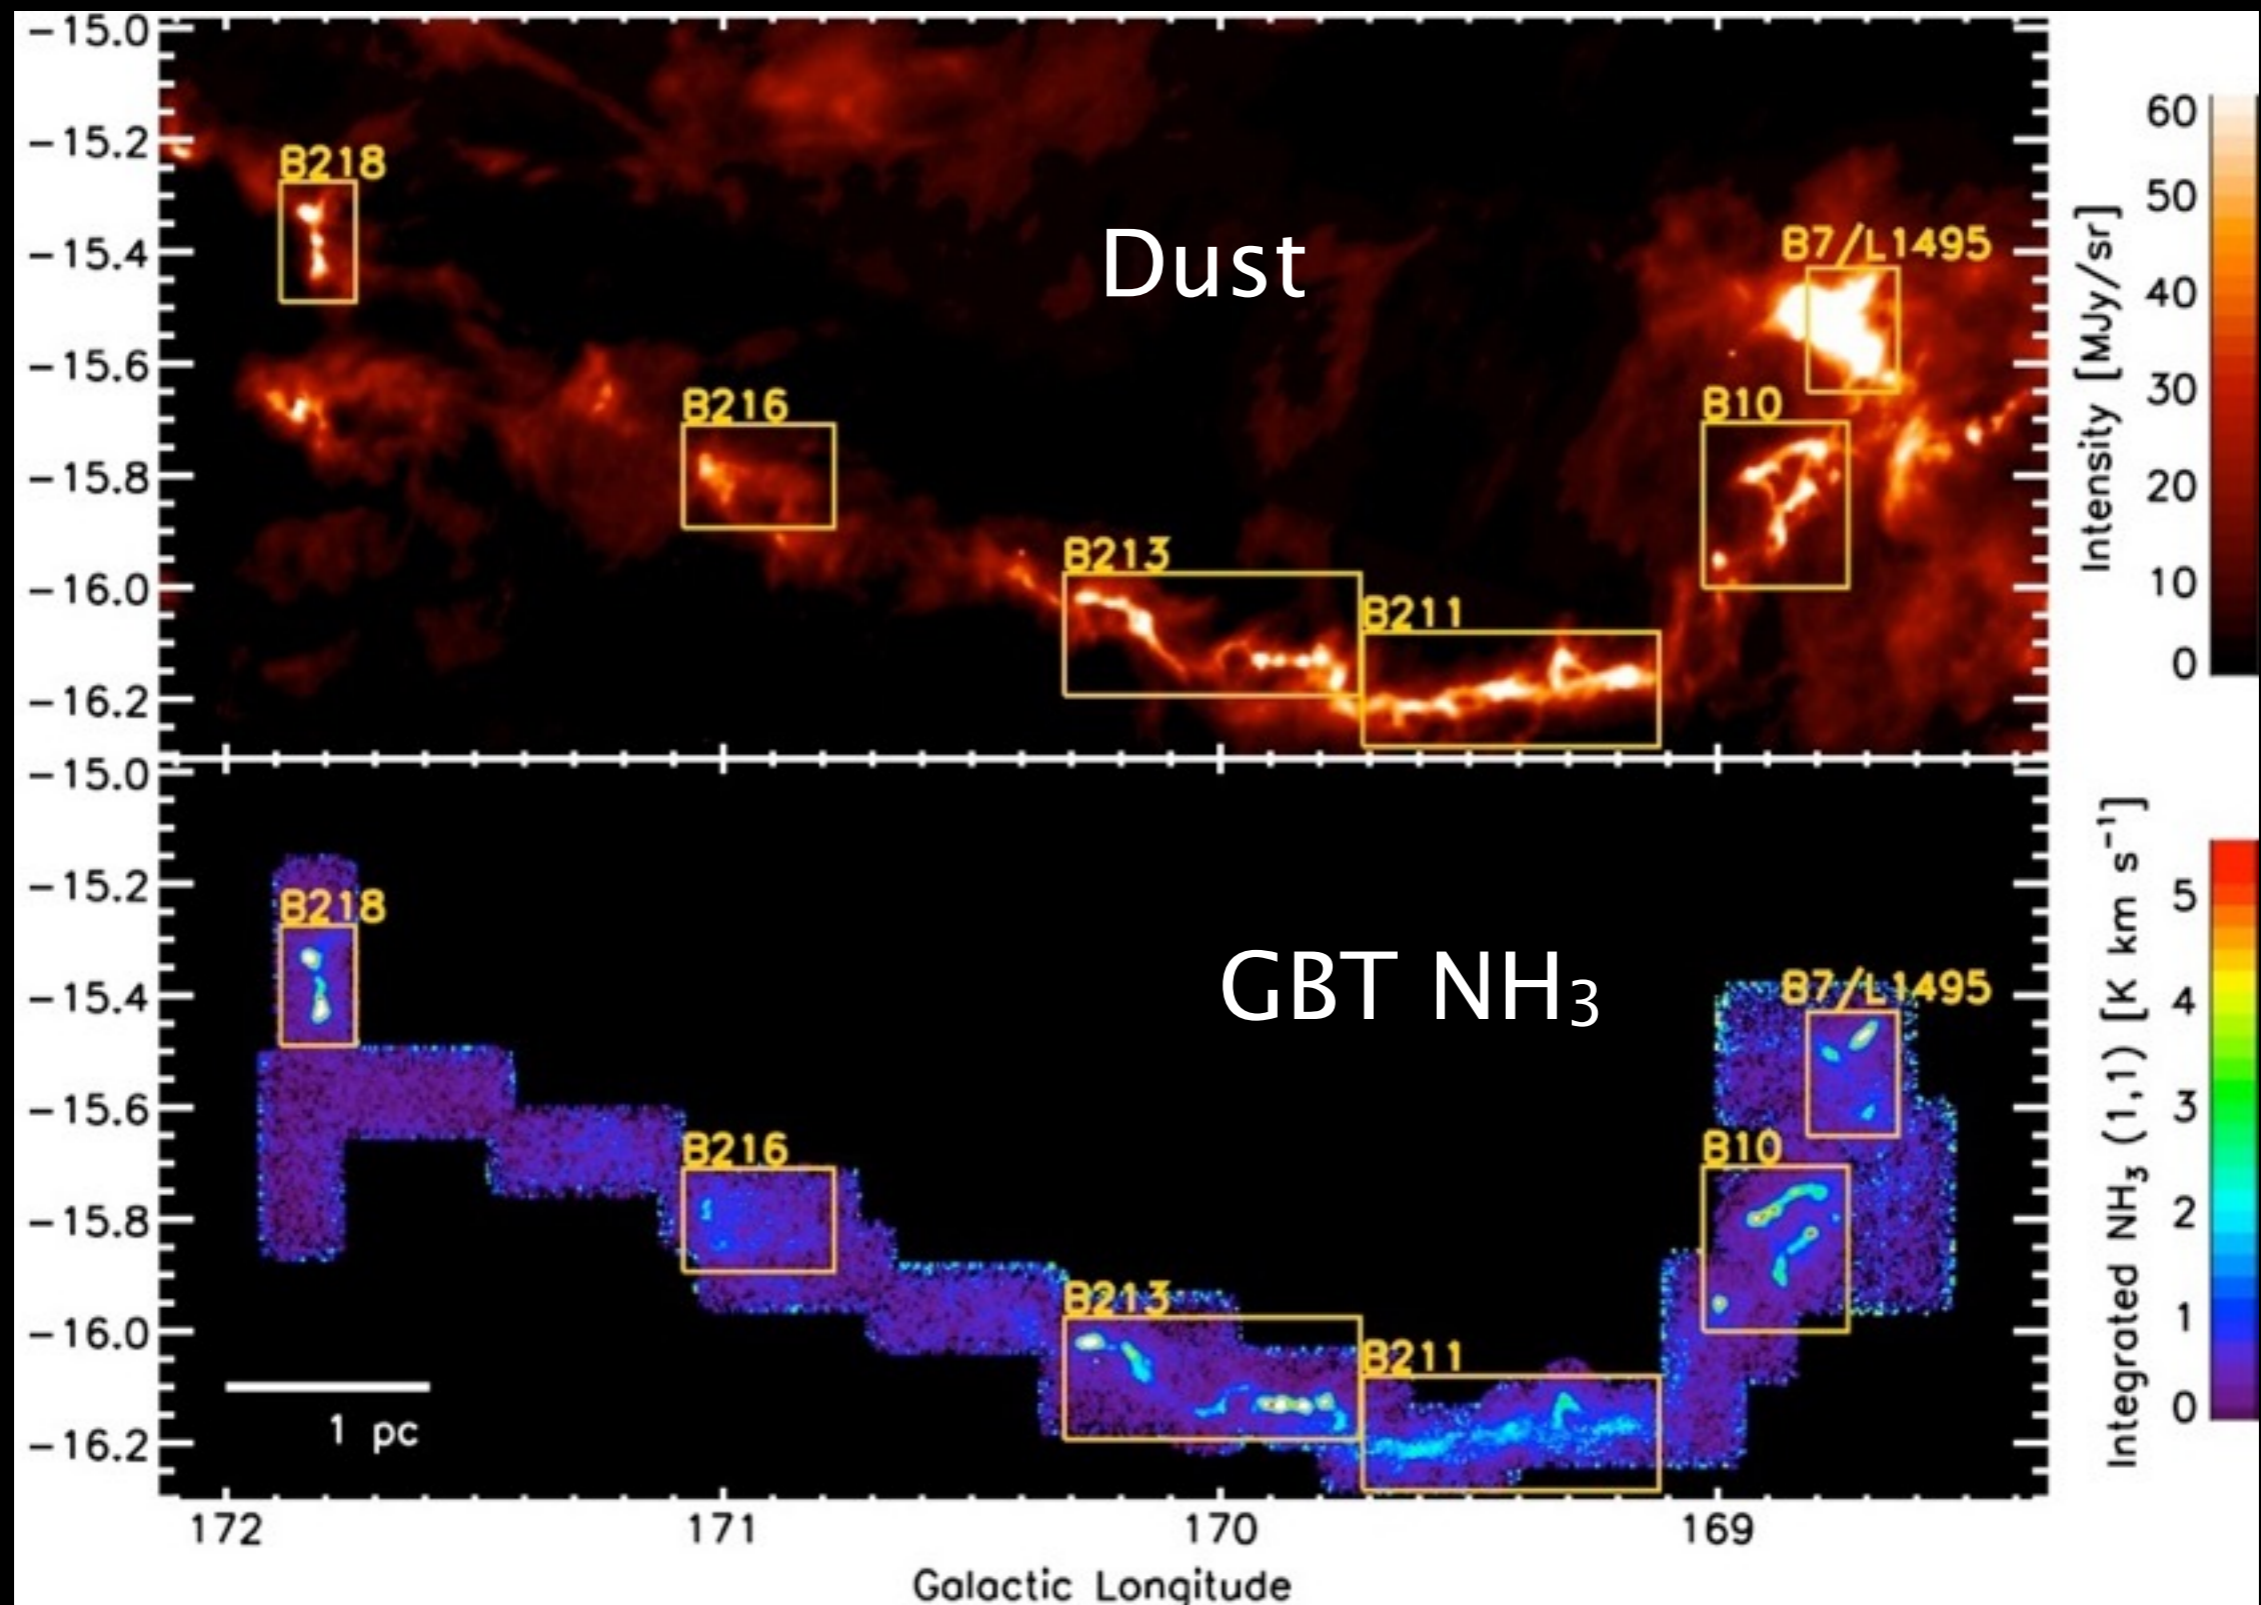 -15.0
-15.2
-15.4
-15.6
-15.8
-16.0
-16.2
B218
B216
B213
B211
B10
B7/L1495
Dust
60
50
40
30
20
10
0
Intensity [MJy/sr]
-15.0
-15.2
-15.4
-15.6
-15.8
-16.0
-16.2
B218
B216
B213
B211
B10
B7/L1495
GBT NH₃
1 pc
5
4
3
2
1
0
Integrated NH₃ (1,1) [K km s⁻¹]
172 171 170 169
Galactic Longitude